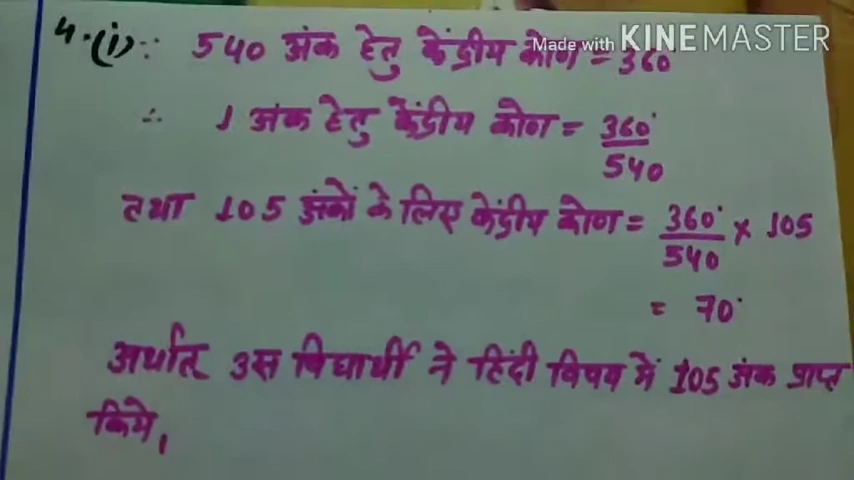 4.(i) ∵ 540 अंक हेतु केंद्रीय कोण = 360°
Made with KINEMASTER
∴ 1 अंक हेतु केंद्रीय कोण = 360°/540
तथा 105 अंकों के लिए केंद्रीय कोण = 360°/540 × 105
= 70°
अर्थात् उस विद्यार्थी ने हिंदी विषय में 105 अंक प्राप्त
किये।